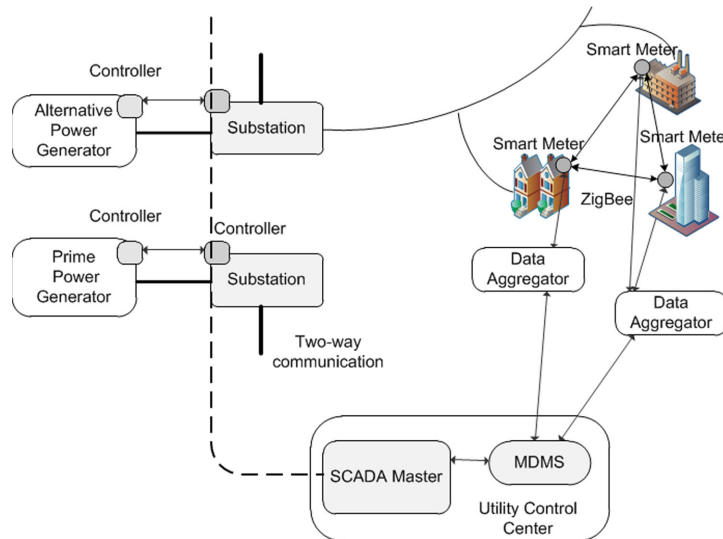 Smart Meter
Controller
Alternative
Power
Generator
Substation
Smart Meter
Smart Mete
ZigBee
Controller
Controller
Prime
Power
Generator
Substation
Data
Aggregator
Data
Aggregator
Two-way
communication
SCADA Master
MDMS
Utility Control
Center